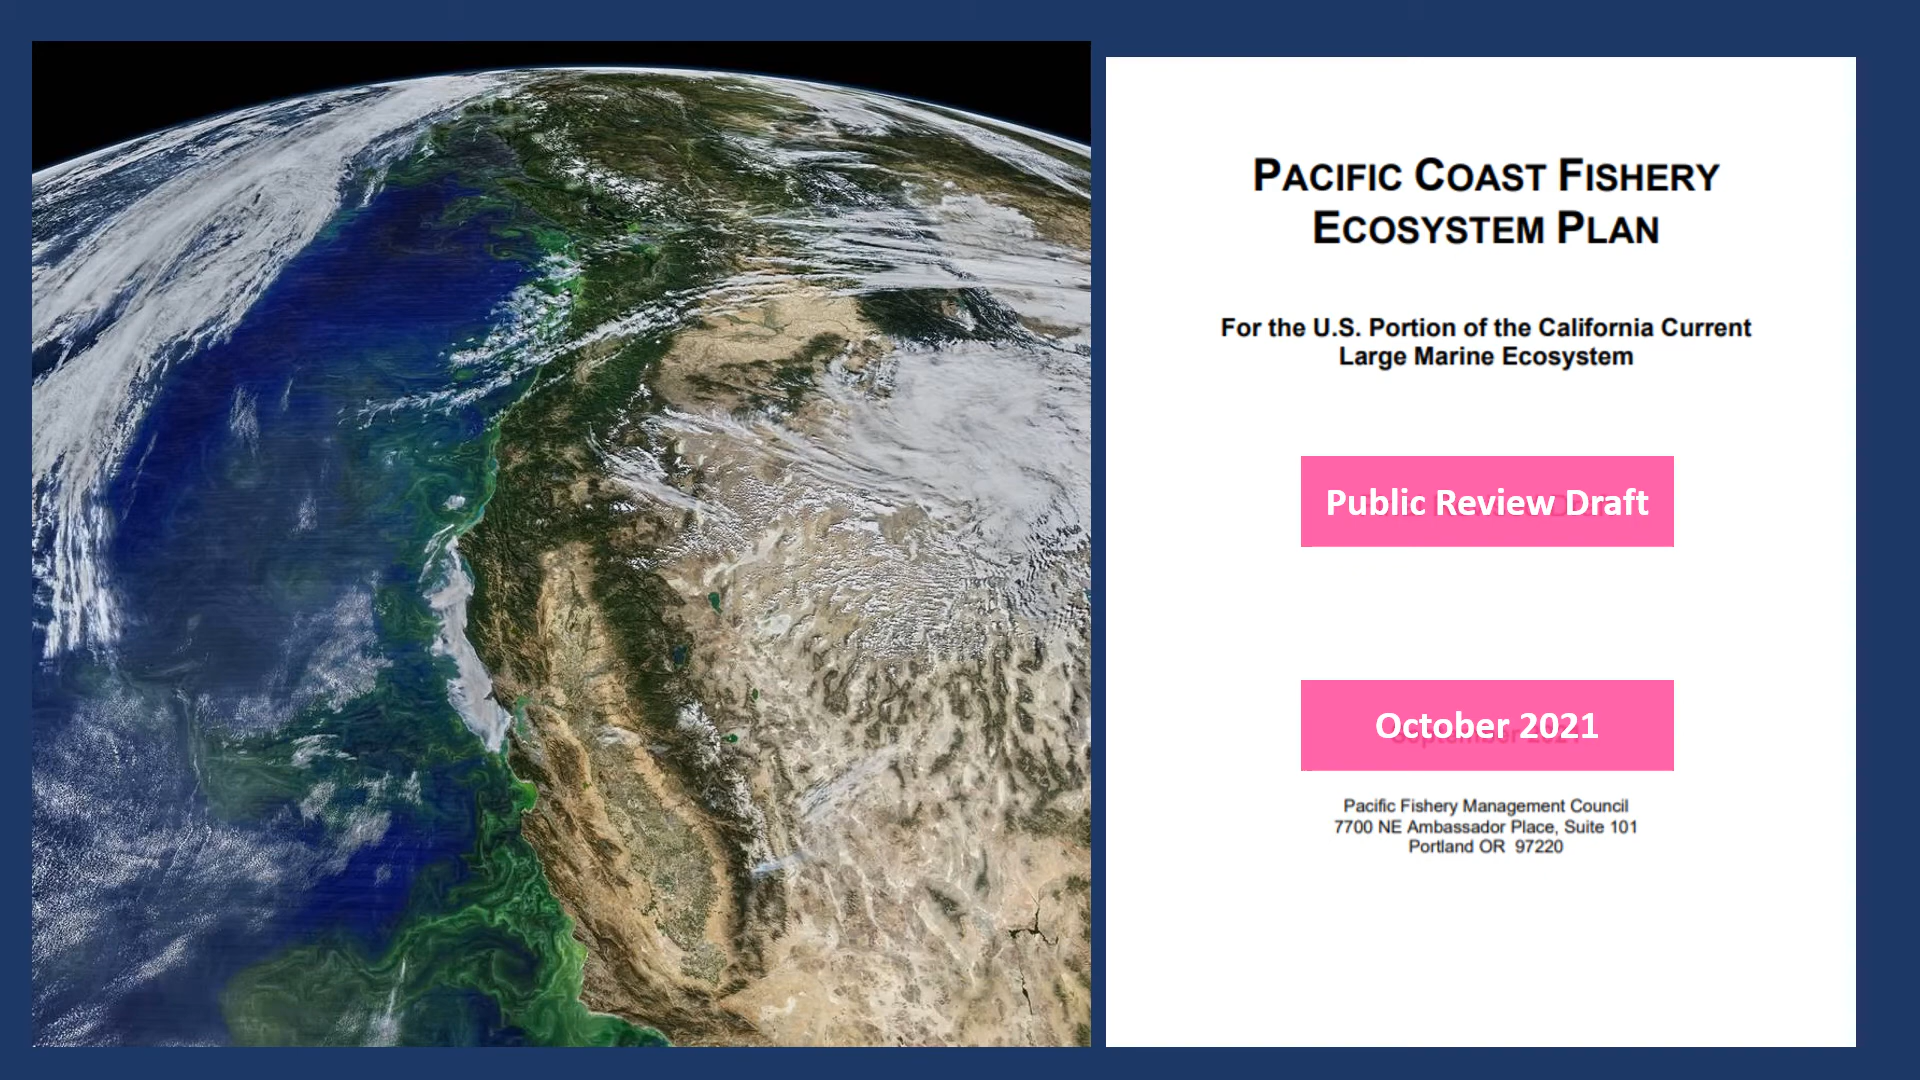 PACIFIC COAST FISHERY
ECOSYSTEM PLAN
For the U.S. Portion of the California Current
Large Marine Ecosystem
Public Review Draft
October 2021
Pacific Fishery Management Council
7700 NE Ambassador Place, Suite 101
Portland OR 97220